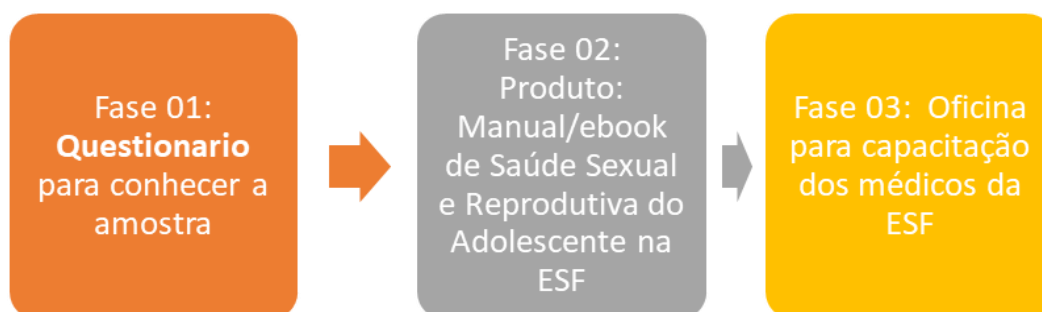 Fase 01:
Questionario
para conhecer a
amostra
Fase 02:
Produto:
Manual/ebook
de Saúde Sexual
e Reprodutiva do
Adolescente na
ESF
Fase 03: Oficina
para capacitação
dos médicos da
ESF